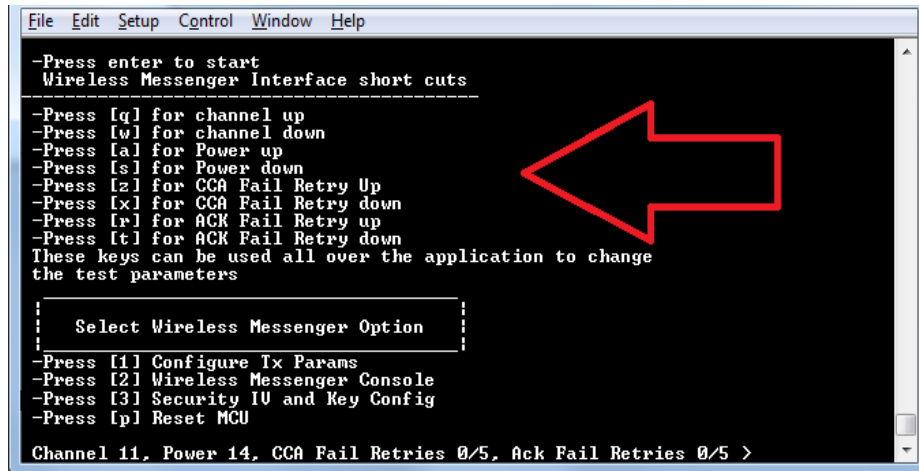 File Edit Setup Control Window Help
-Press enter to start
Wireless Messenger Interface short cuts
-Press [q] for channel up
-Press [w] for channel down
-Press [a] for Power up
-Press [s] for Power down
-Press [z] for CCA Fail Retry Up
-Press [x] for CCA Fail Retry down
-Press [r] for ACK Fail Retry up
-Press [t] for ACK Fail Retry down
These keys can be used all over the application to change
the test parameters
Select Wireless Messenger Option
-Press [1] Configure Tx Params
-Press [2] Wireless Messenger Console
-Press [3] Security IV and Key Config
-Press [p] Reset MCU
Channel 11, Power 14, CCA Fail Retries 0/5, Ack Fail Retries 0/5 >